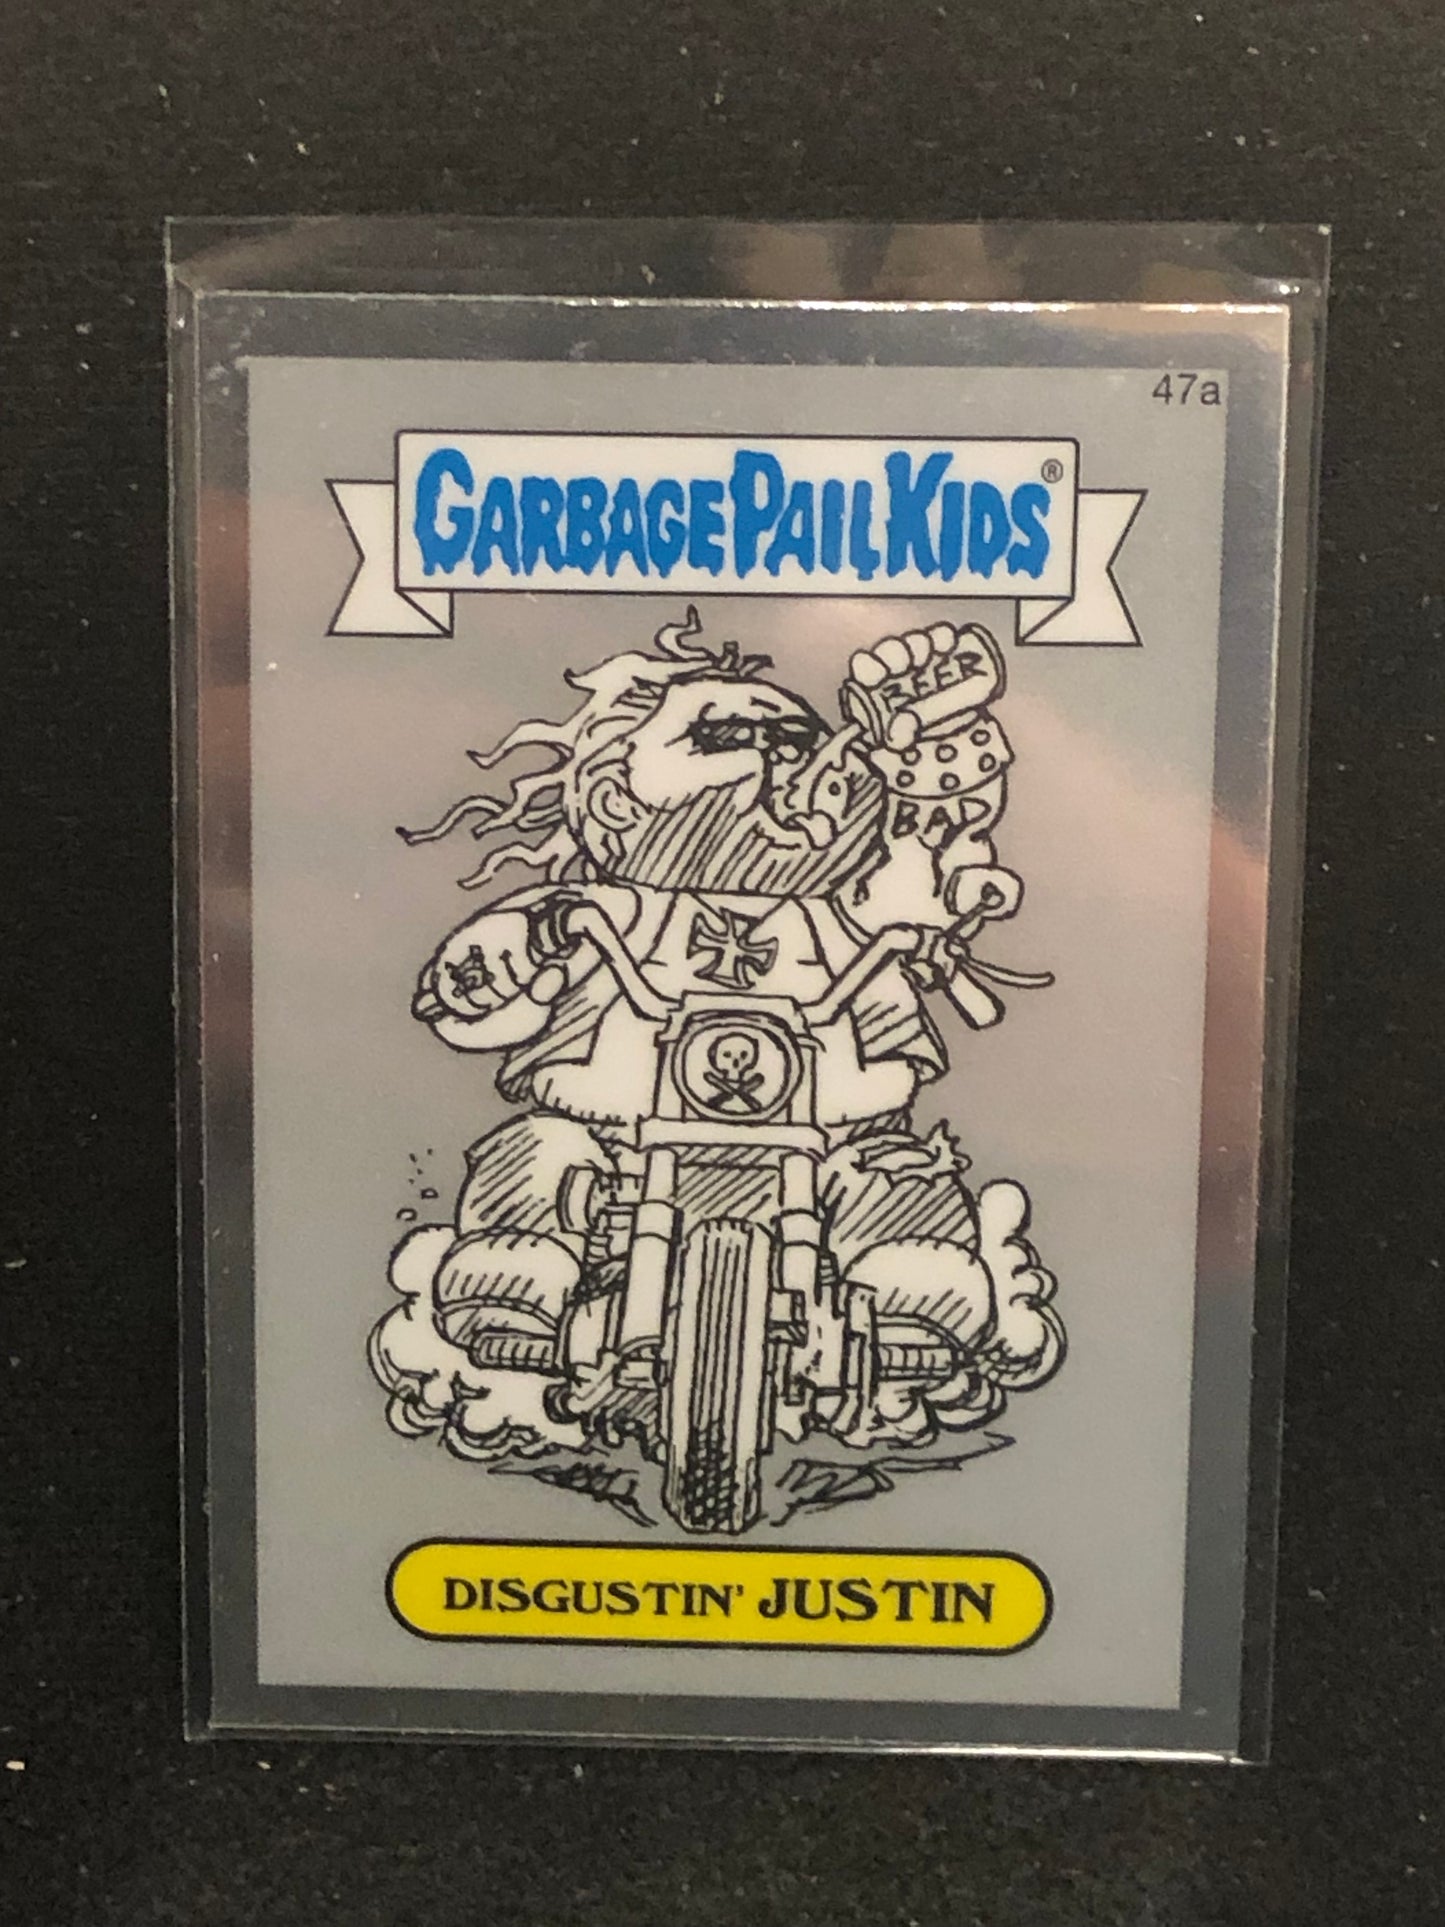 47a
GARBAGE PAIL KIDS®
BEER
BAD
DISGUSTIN' JUSTIN